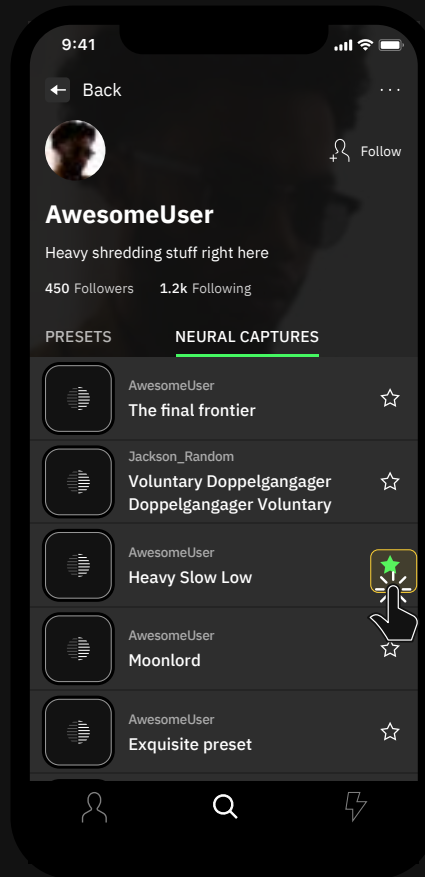 9:41
Back
Follow
AwesomeUser
Heavy shredding stuff right here
450 Followers 1.2k Following
PRESETS NEURAL CAPTURES
AwesomeUser
The final frontier
Jackson_Random
Voluntary Doppelgangager
Doppelgangager Voluntary
AwesomeUser
Heavy Slow Low
AwesomeUser
Moonlord
AwesomeUser
Exquisite preset